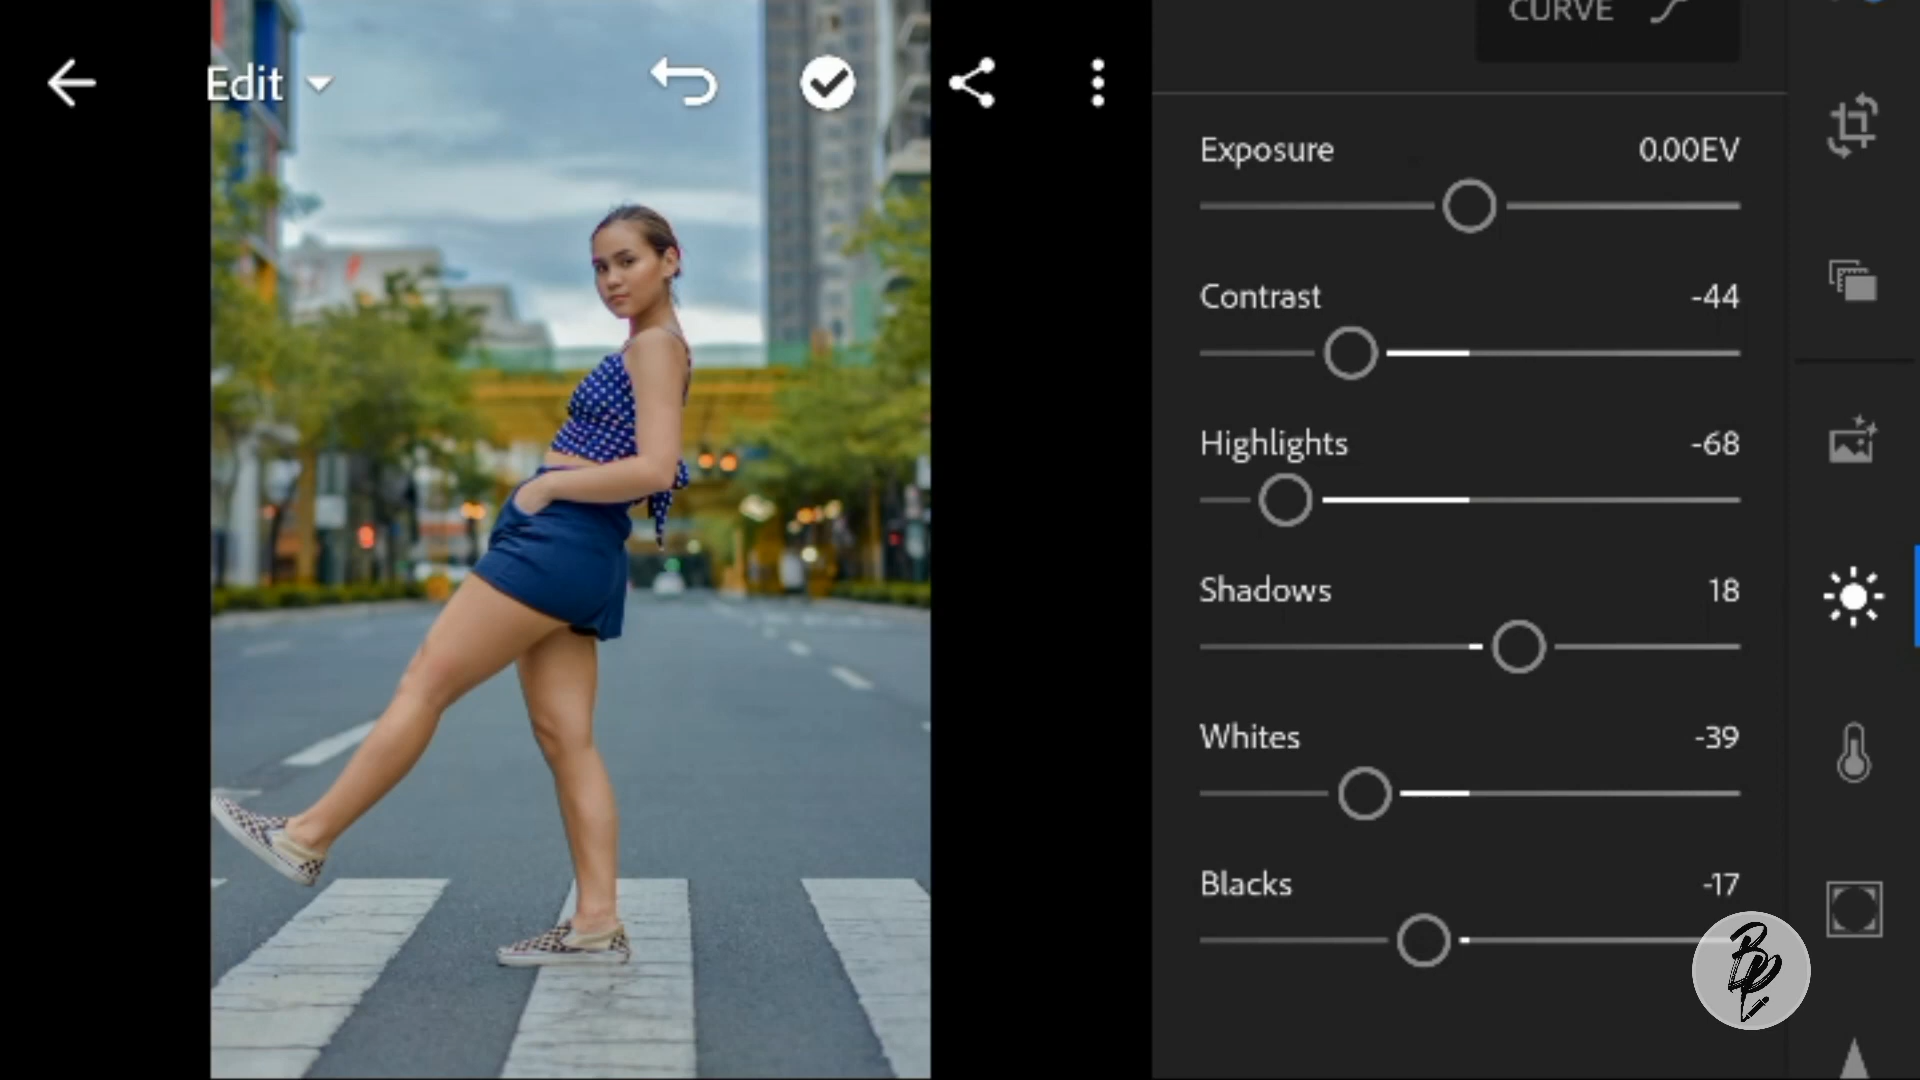 Edit
CURVE
Exposure 0.00EV
Contrast -44
Highlights -68
Shadows 18
Whites -39
Blacks -17